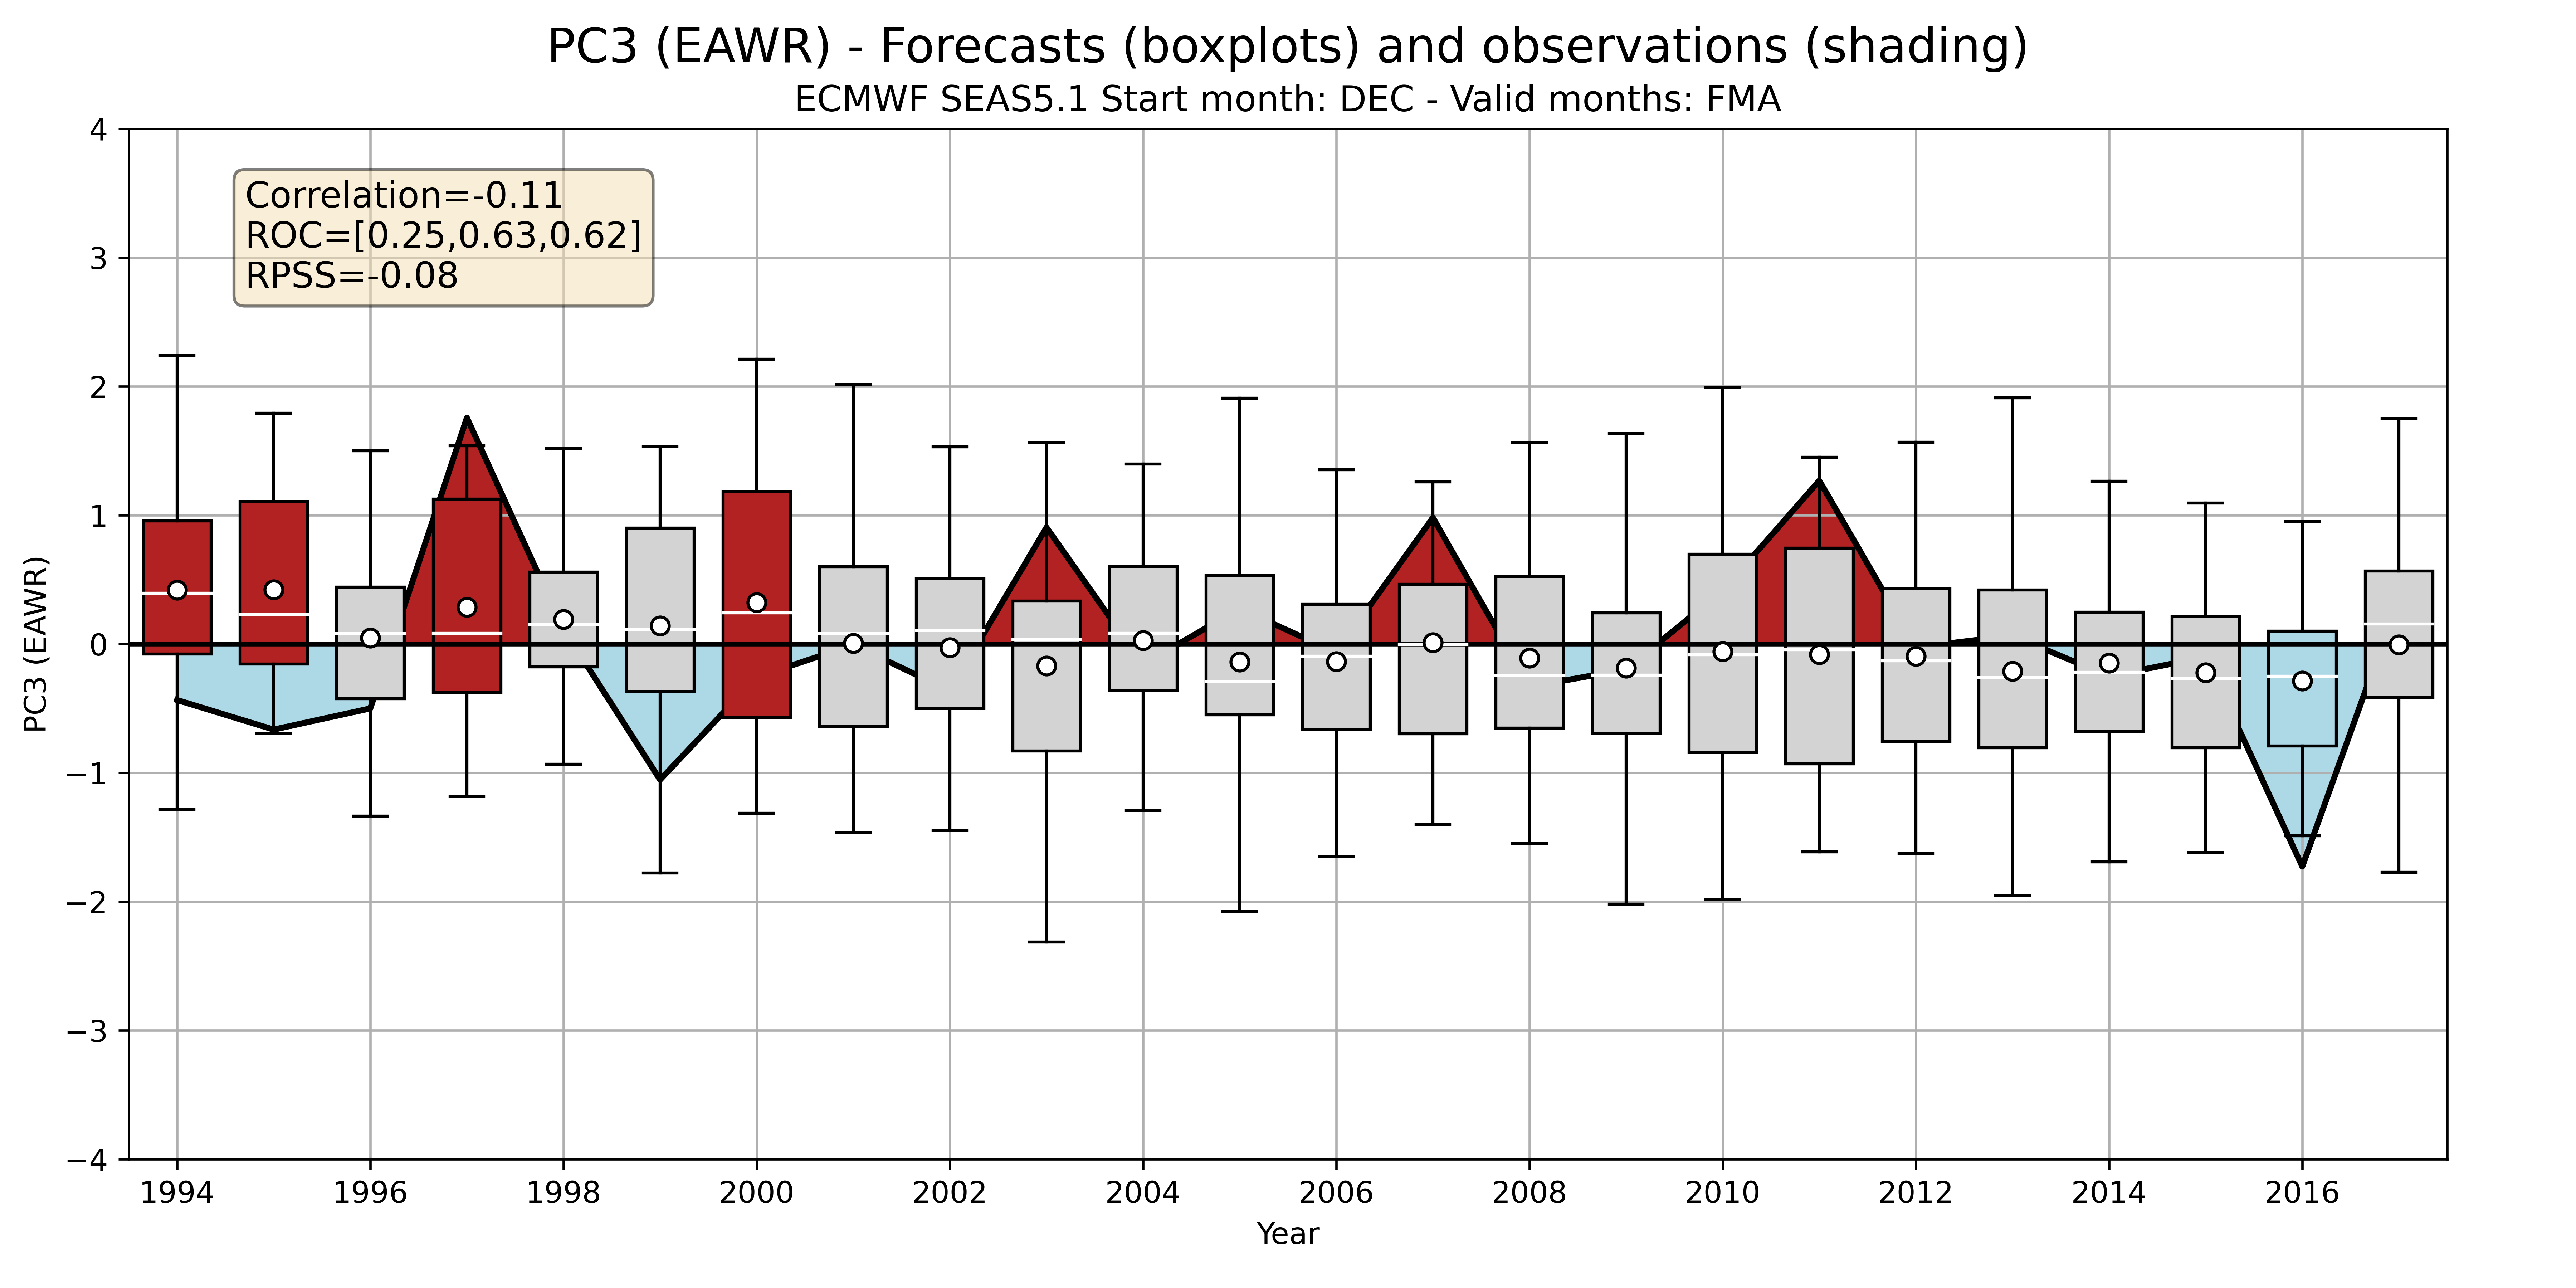 PC3 (EAWR) - Forecasts (boxplots) and observations (shading)
ECMWF SEAS5.1 Start month: DEC - Valid months: FMA
Correlation=-0.11
ROC=[0.25,0.63,0.62]
RPSS=-0.08
PC3 (EAWR)
4
3
2
1
0
−1
−2
−3
−4
1994 1996 1998 2000 2002 2004 2006 2008 2010 2012 2014 2016
Year